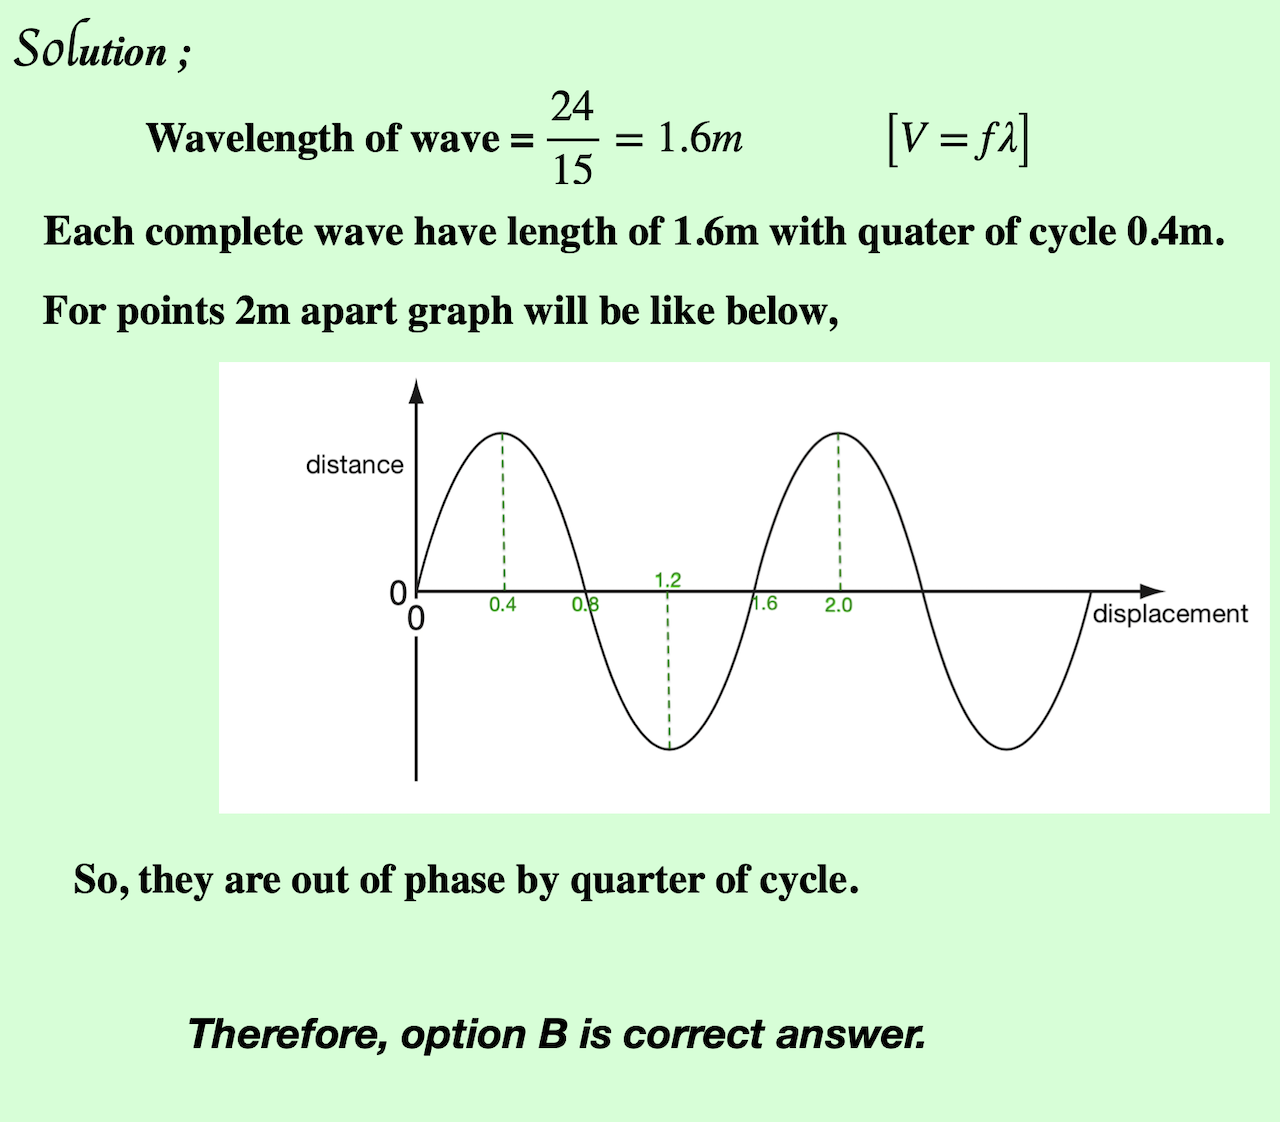 Solution ;
Wavelength of wave = 24/15 = 1.6m [V = fλ]
Each complete wave have length of 1.6m with quater of cycle 0.4m.
For points 2m apart graph will be like below,
distance
1.2
0
0
0.4 0.8 1.6 2.0
displacement
So, they are out of phase by quarter of cycle.
Therefore, option B is correct answer.